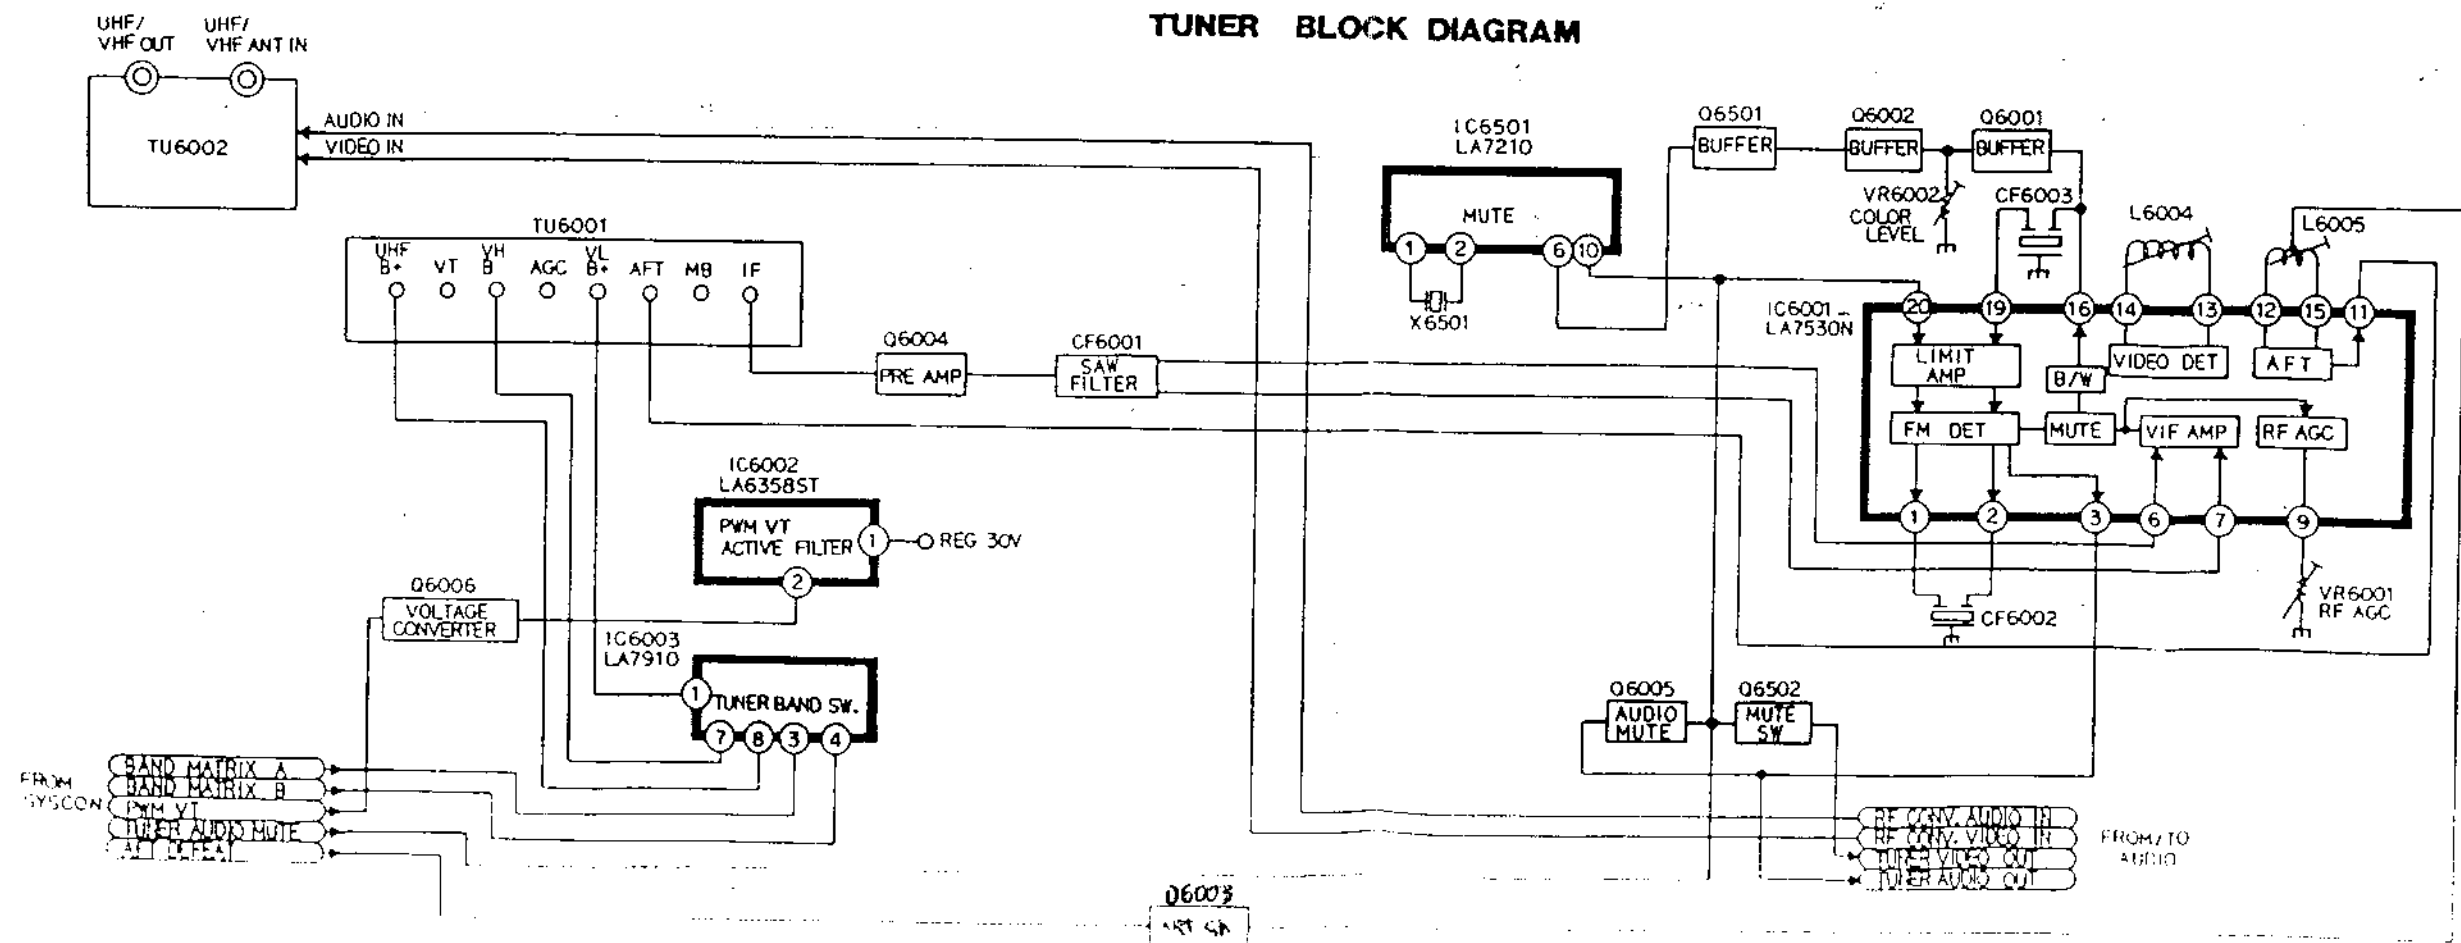 TUNER BLOCK DIAGRAM
UHF/
VHF OUT
UHF/
VHF ANT IN
TU6002
AUDIO IN
VIDEO IN
TU6001
UHF
B+
VT
VH
B
AGC
VL
B+
AFT
MB
IF
Q6004
PRE AMP
CF6001
SAW
FILTER
IC6501
LA7210
MUTE
1
2
6
10
X6501
Q6501
BUFFER
Q6002
BUFFER
Q6001
BUFFER
VR6002
COLOR
LEVEL
CF6003
L6004
L6005
IC6001
LA7530N
20
19
16
14
13
12
15
11
LIMIT
AMP
B/W
VIDEO DET
AFT
FM DET
MUTE
VIF AMP
RF AGC
1
2
3
6
7
9
CF6002
VR6001
RF AGC
IC6002
LA6358ST
PWM VT
ACTIVE FILTER
1
REG 30V
2
Q6006
VOLTAGE
CONVERTER
IC6003
LA7910
1
TUNER BAND SW.
7
8
3
4
Q6005
AUDIO
MUTE
Q6502
MUTE
SW
FROM
SYSCON
BAND MATRIX A
BAND MATRIX B
PWM VT
TUNER AUDIO MUTE
AFT DEFEAT
RF CONV. AUDIO IN
RF CONV. VIDEO IN
TUNER VIDEO OUT
TUNER AUDIO OUT
FROM/TO
AUDIO
Q6003